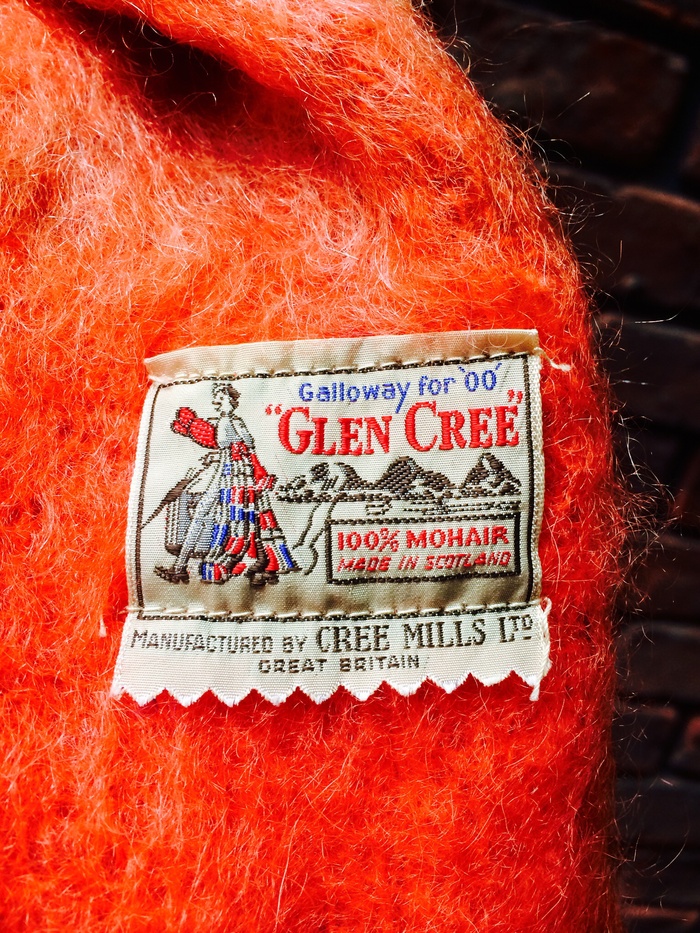 Galloway for '00'
"GLEN CREE"
100% MOHAIR
MADE IN SCOTLAND
MANUFACTURED BY CREE MILLS LTD
GREAT BRITAIN